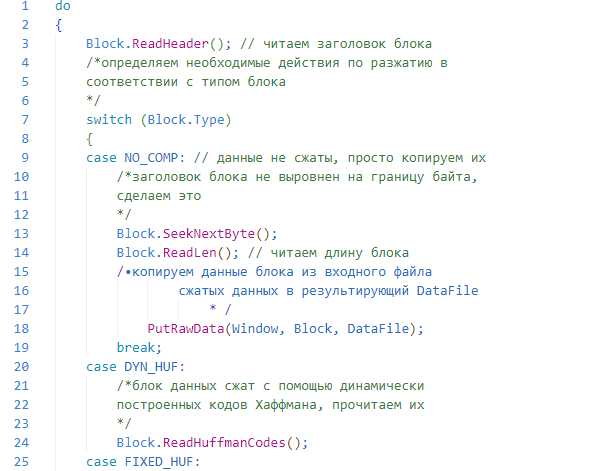 1 do
2 {
3     Block.ReadHeader(); // читаем заголовок блока
4     /*определяем необходимые действия по разжатию в
5     соответствии с типом блока
6     */
7     switch (Block.Type)
8     {
9     case NO_COMP: // данные не сжаты, просто копируем их
10         /*заголовок блока не выровнен на границу байта,
11         сделаем это
12         */
13         Block.SeekNextByte();
14         Block.ReadLen(); // читаем длину блока
15         /•копируем данные блока из входного файла
16                 сжатых данных в результирующий DataFile
17                     * /
18             PutRawData(Window, Block, DataFile);
19         break;
20     case DYN_HUF:
21         /*блок данных сжат с помощью динамически
22         построенных кодов Хаффмана, прочитаем их
23         */
24         Block.ReadHuffmanCodes();
25     case FIXED_HUF: